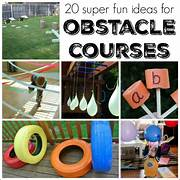 20 super fun ideas for
OBSTACLE
COURSES
a
b